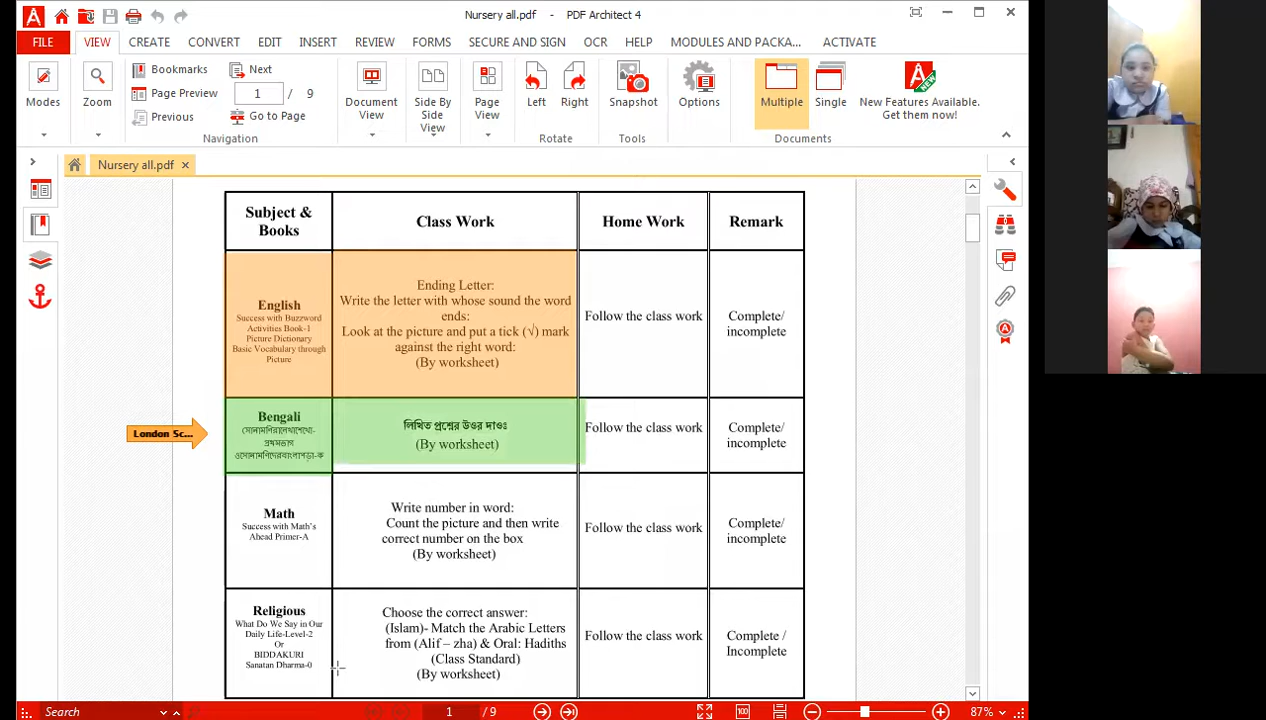 Nursery all.pdf - PDF Architect 4
FILE VIEW CREATE CONVERT EDIT INSERT REVIEW FORMS SECURE AND SIGN OCR HELP MODULES AND PACKA... ACTIVATE
Modes
Zoom
Bookmarks
Page Preview
Previous
Next
1 / 9
Go to Page
Navigation
Document
View
Side By
Side
View
Page
View
Left
Right
Rotate
Snapshot
Tools
Options
Multiple
Single
Documents
New Features Available.
Get them now!
Nursery all.pdf
Subject &
Books
Class Work
Home Work
Remark
English
Success with Buzzword
Activities Book-1
Picture Dictionary
Basic Vocabulary through
Picture
Ending Letter:
Write the letter with whose sound the word
ends:
Look at the picture and put a tick (√) mark
against the right word:
(By worksheet)
Follow the class work
Complete/
incomplete
London Sc...
Bengali
সোনামণিরালেখাশেখো-
প্রথমভাগ
ওসোনামণিদেরবাংলাপড়া-ক
লিখিত প্রশ্নের উওর দাওঃ
(By worksheet)
Follow the class work
Complete/
incomplete
Math
Success with Math's
Ahead Primer-A
Write number in word:
Count the picture and then write
correct number on the box
(By worksheet)
Follow the class work
Complete/
incomplete
Religious
What Do We Say in Our
Daily Life-Level-2
Or
BIDDAKURI
Sanatan Dharma-0
Choose the correct answer:
(Islam)- Match the Arabic Letters
from (Alif – zha) & Oral: Hadiths
(Class Standard)
(By worksheet)
Follow the class work
Complete /
Incomplete
Search
1 / 9
87%